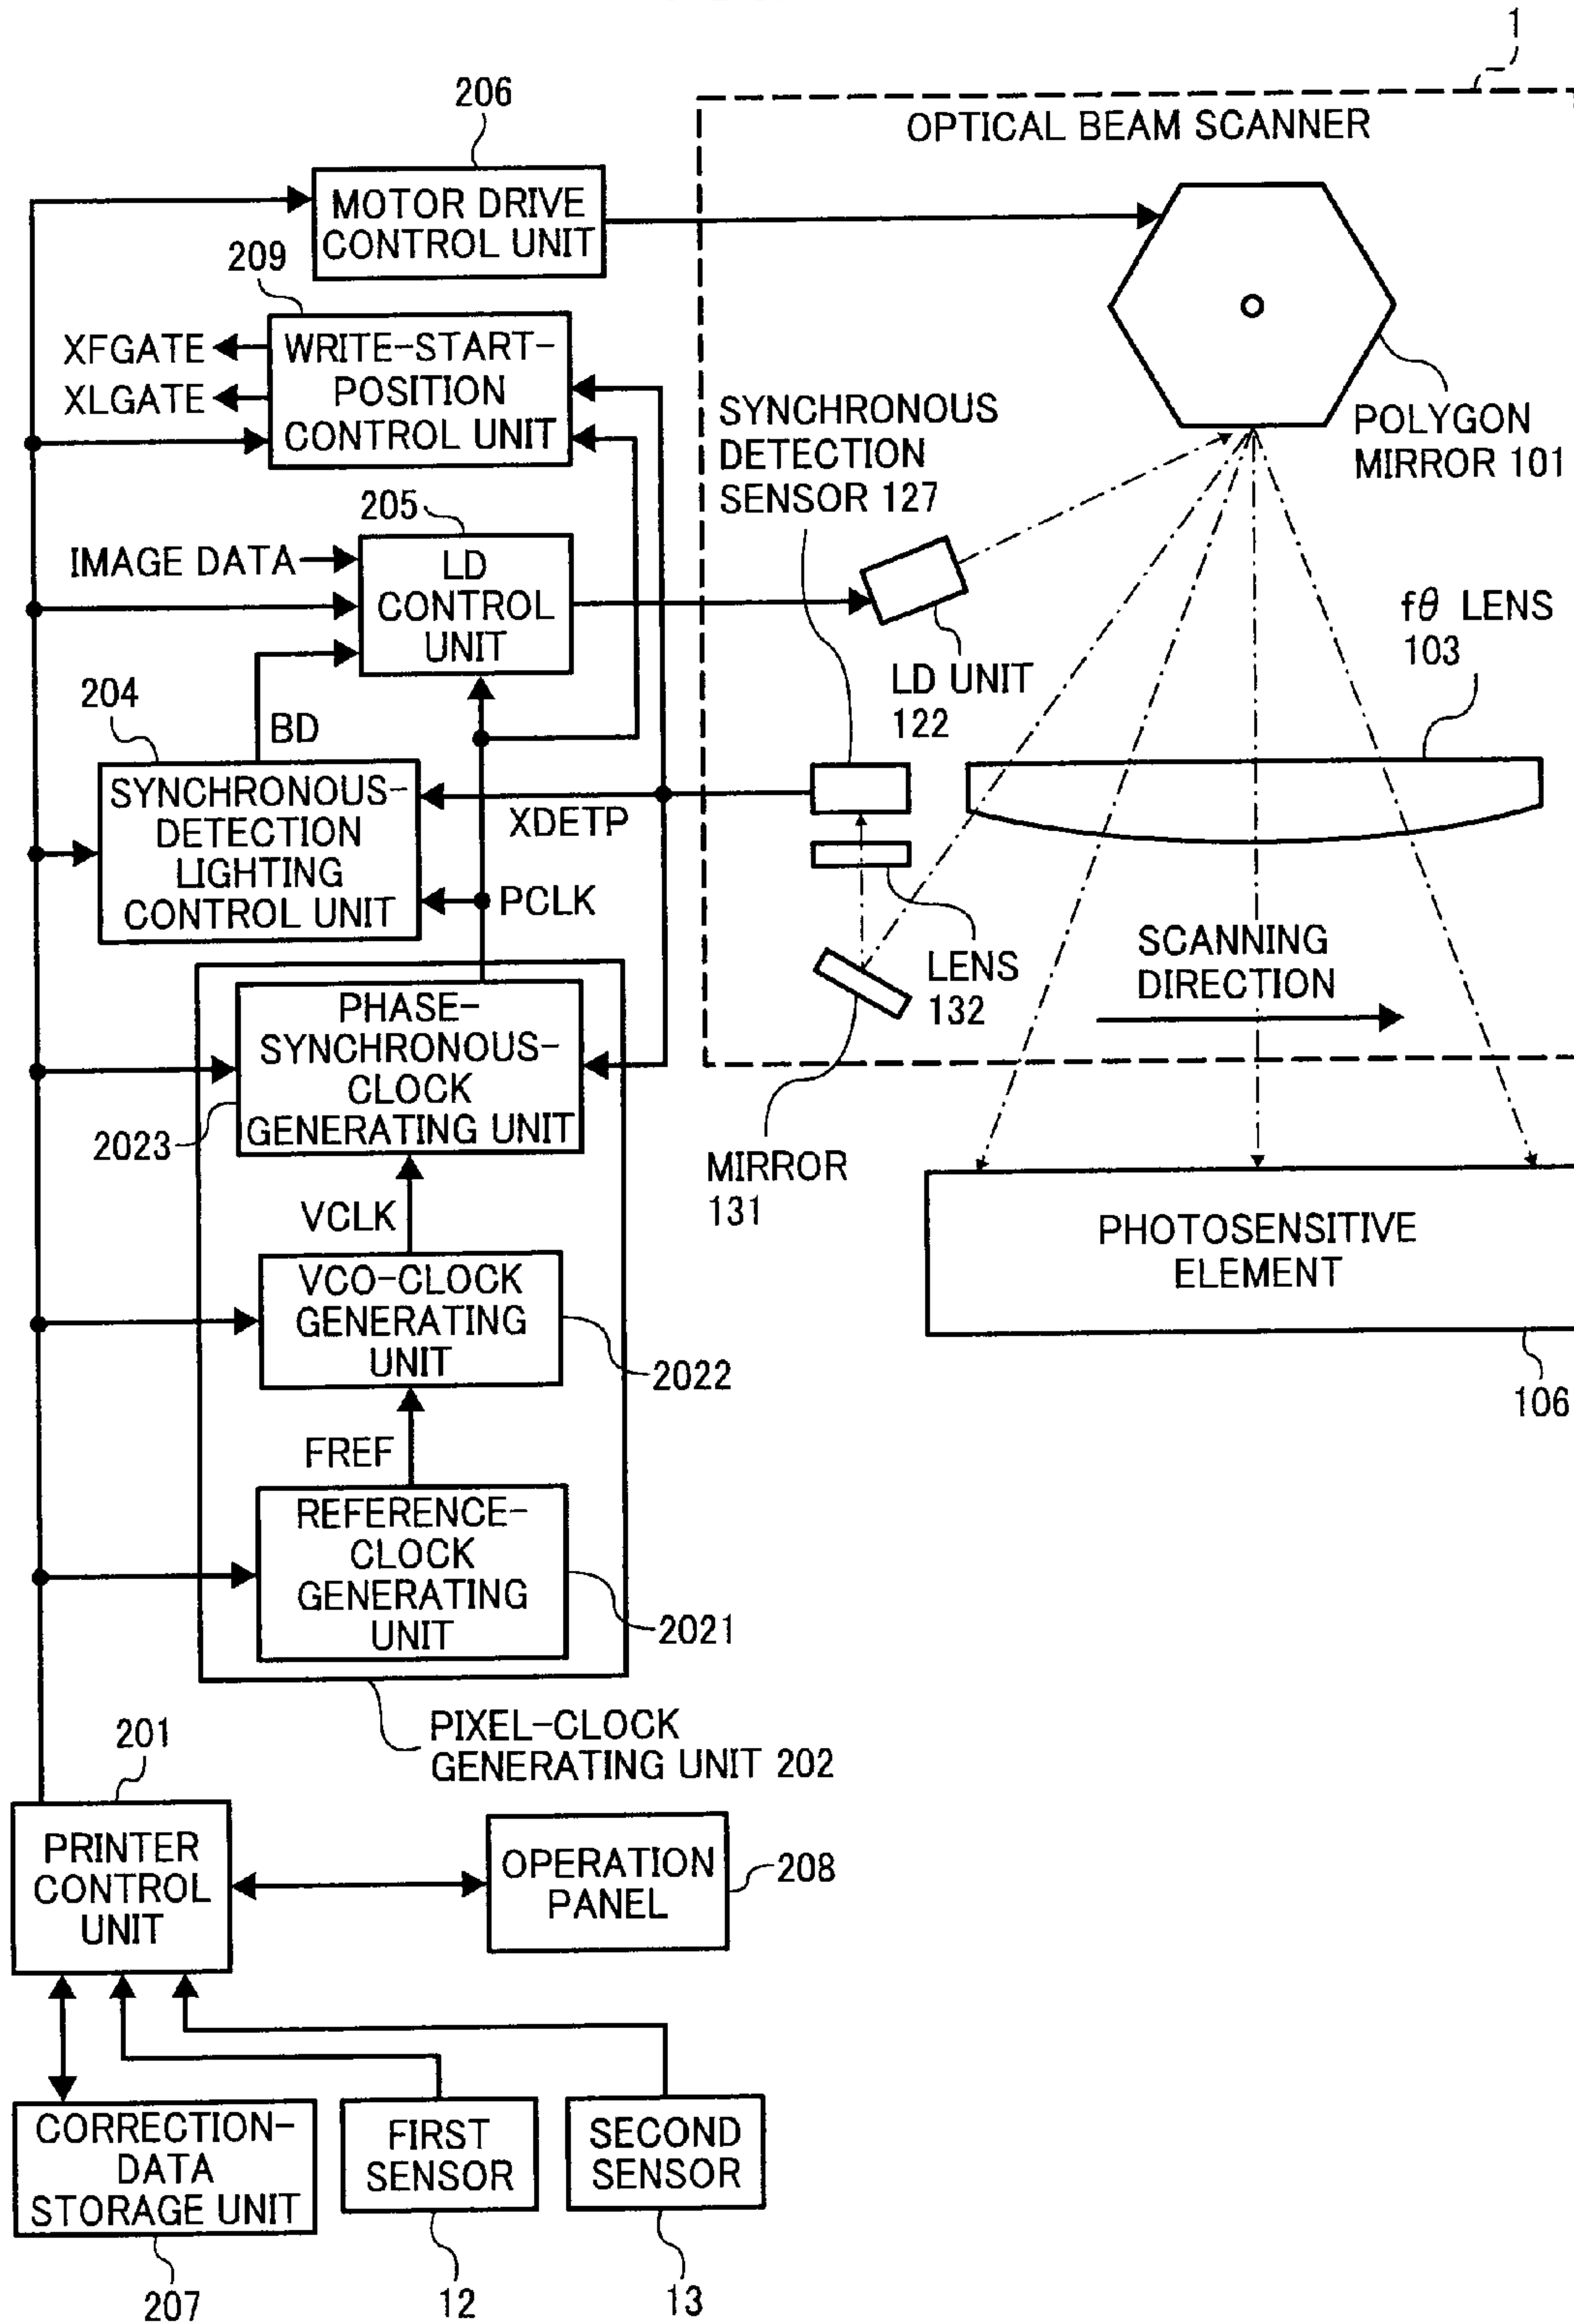 1
206
OPTICAL BEAM SCANNER
MOTOR DRIVE
CONTROL UNIT
209
XFGATE
XLGATE
WRITE-START-
POSITION
CONTROL UNIT
SYNCHRONOUS
DETECTION
SENSOR 127
POLYGON
MIRROR 101
205
IMAGE DATA
LD
CONTROL
UNIT
fθ LENS
103
LD UNIT
122
204
BD
SYNCHRONOUS-
DETECTION
LIGHTING
CONTROL UNIT
XDETP
PCLK
LENS
132
SCANNING
DIRECTION
PHASE-
SYNCHRONOUS-
CLOCK
GENERATING UNIT
2023
MIRROR
131
VCLK
PHOTOSENSITIVE
ELEMENT
VCO-CLOCK
GENERATING
UNIT
2022
106
FREF
REFERENCE-
CLOCK
GENERATING
UNIT
2021
PIXEL-CLOCK
GENERATING UNIT 202
201
PRINTER
CONTROL
UNIT
OPERATION
PANEL
208
CORRECTION-
DATA
STORAGE UNIT
FIRST
SENSOR
SECOND
SENSOR
207
12
13